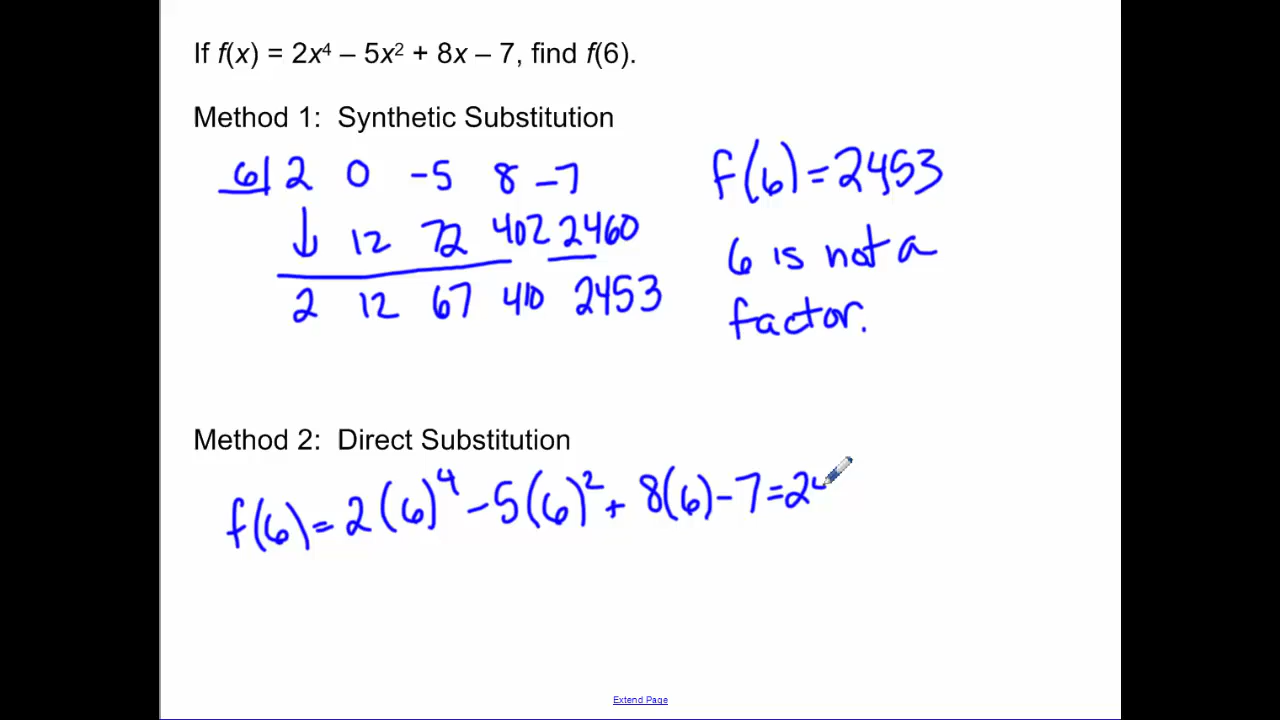 If f(x) = 2x⁴ – 5x² + 8x – 7, find f(6).
Method 1: Synthetic Substitution
6| 2 0 -5 8 -7
↓ 12 72 402 2460
2 12 67 410 2453
f(6) = 2453
6 is not a
factor.
Method 2: Direct Substitution
f(6) = 2(6)⁴ - 5(6)² + 8(6) - 7 = 24
Extend Page